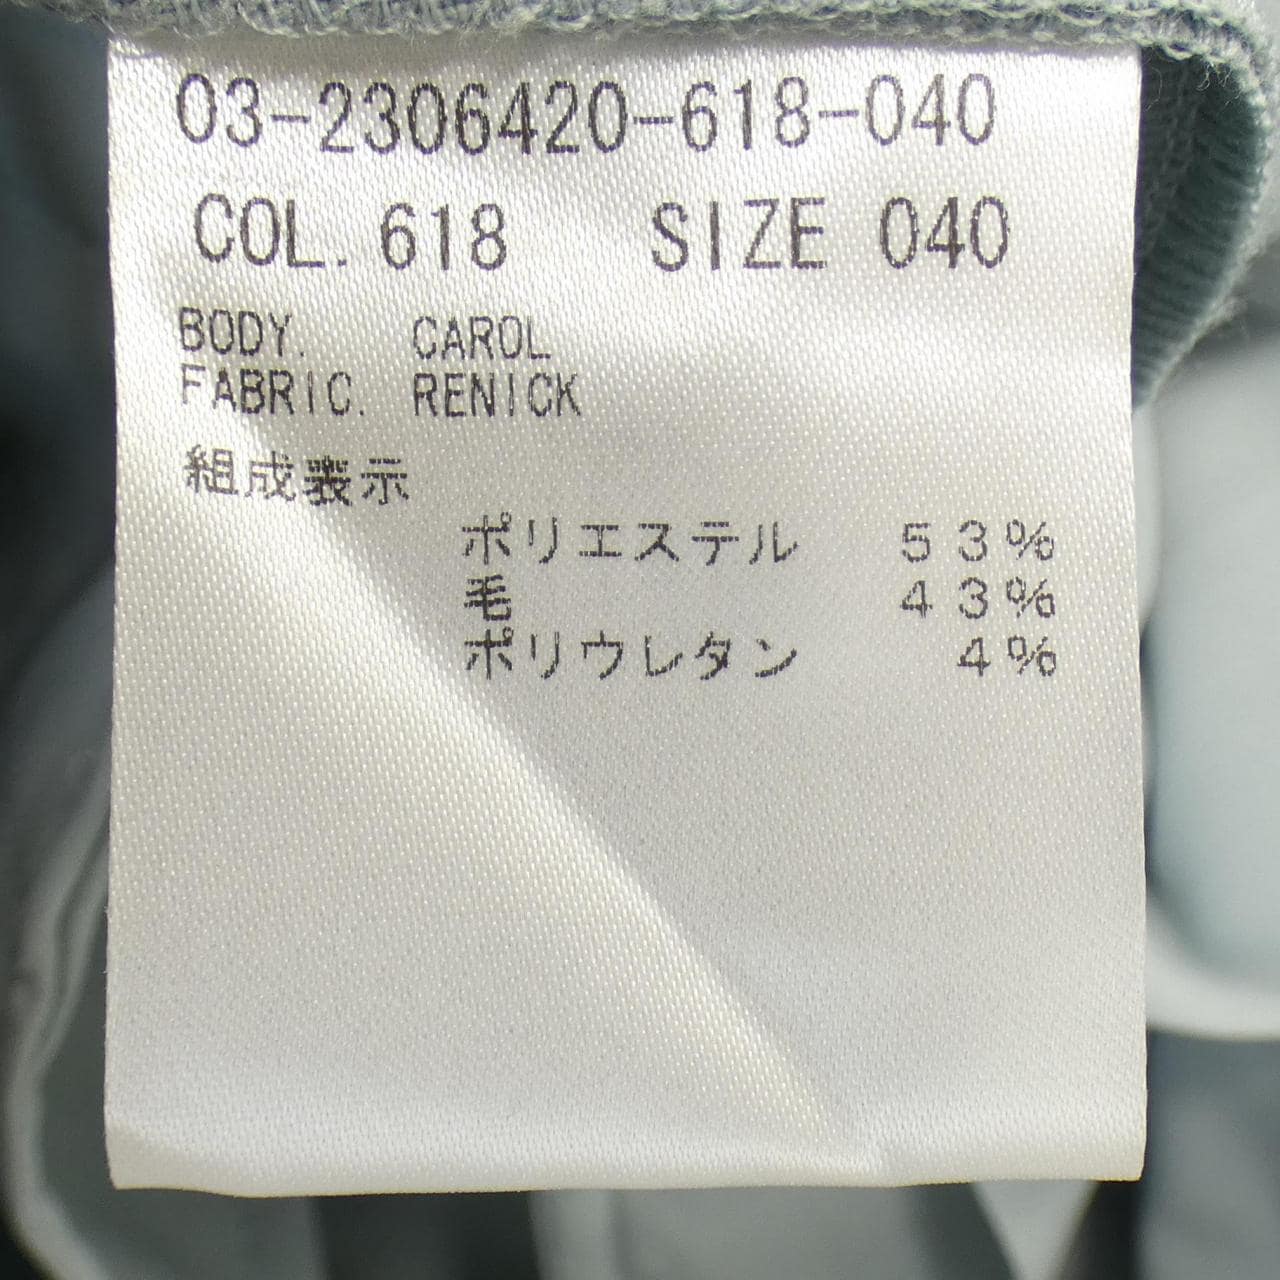 03-2306420-618-040
COL. 618 SIZE 040
BODY. CAROL
FABRIC. RENICK
組成表示
ポリエステル 53%
毛 43%
ポリウレタン 4%